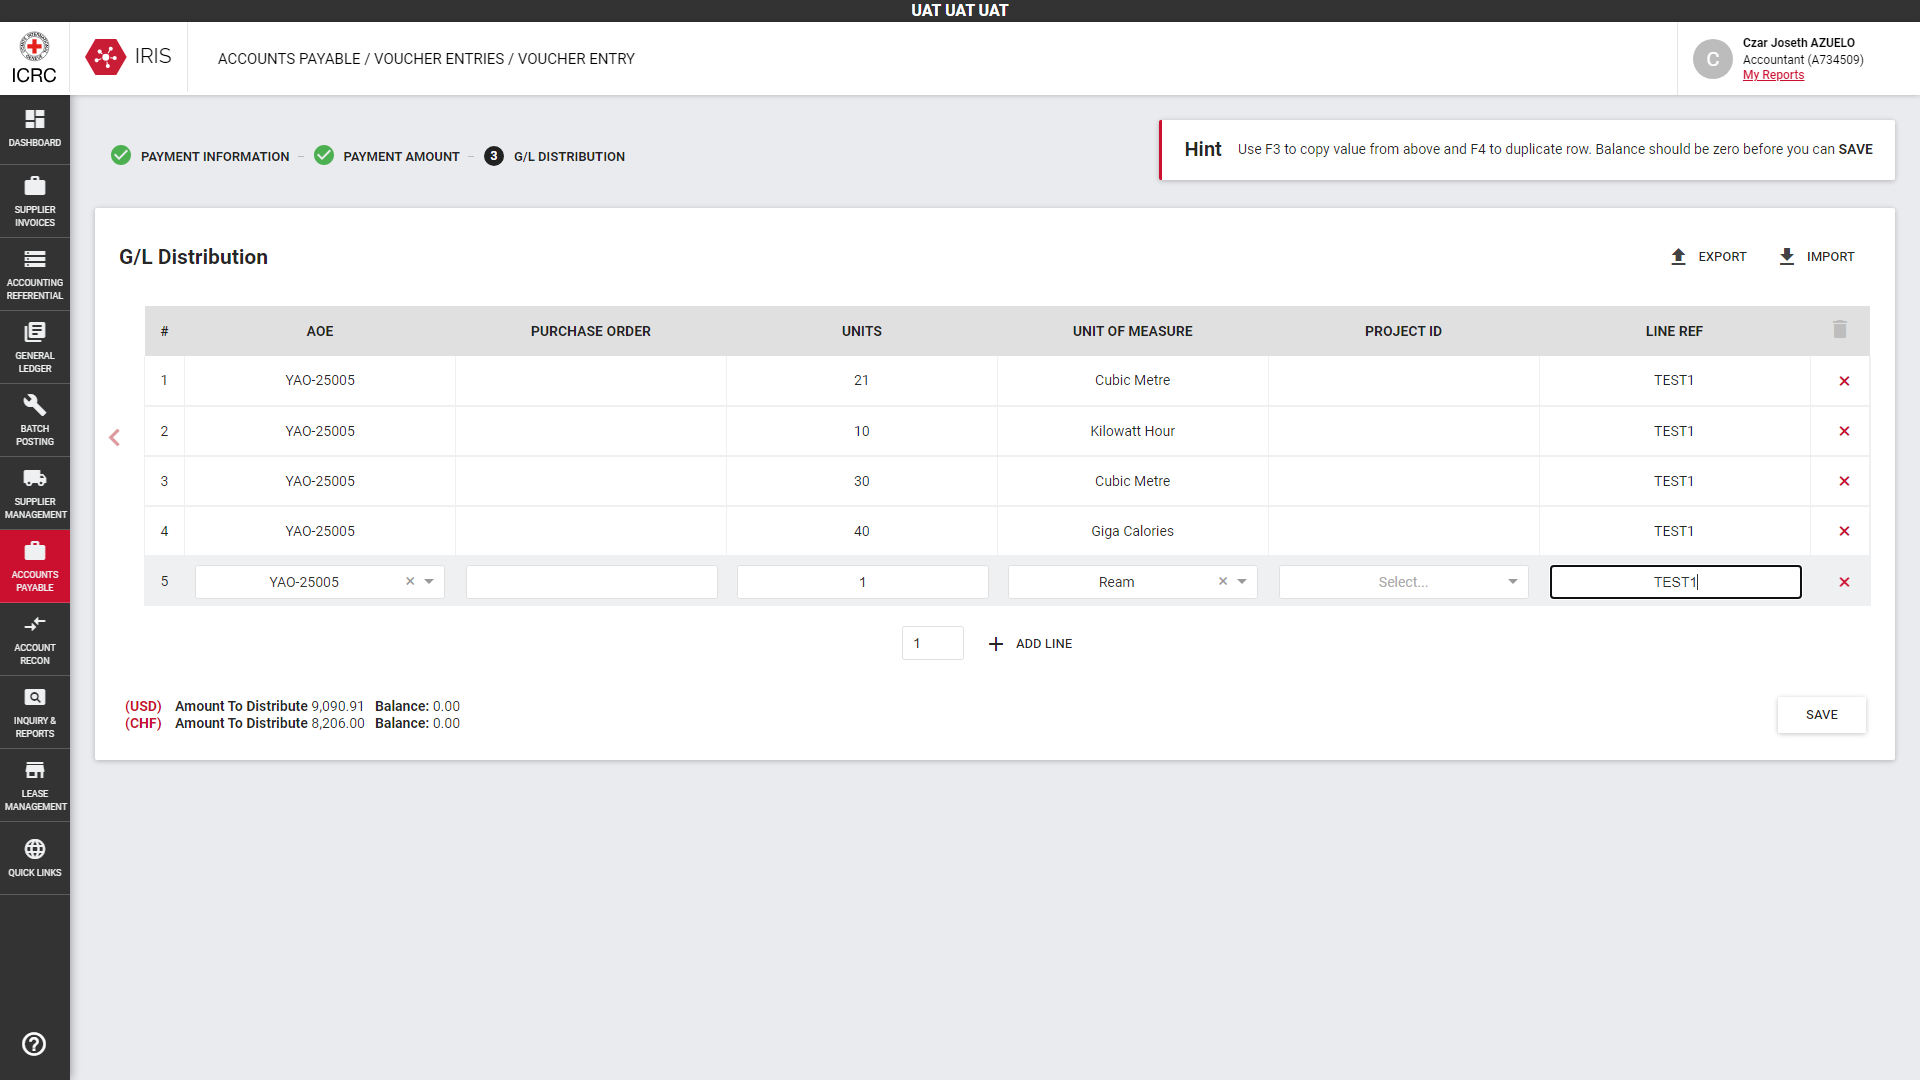 UAT UAT UAT
ICRC
IRIS
ACCOUNTS PAYABLE / VOUCHER ENTRIES / VOUCHER ENTRY
C
Czar Joseth AZUELO
Accountant (A734509)
My Reports
DASHBOARD
SUPPLIER
INVOICES
ACCOUNTING
REFERENTIAL
GENERAL
LEDGER
BATCH
POSTING
SUPPLIER
MANAGEMENT
ACCOUNTS
PAYABLE
ACCOUNT
RECON
INQUIRY &
REPORTS
LEASE
MANAGEMENT
QUICK LINKS
PAYMENT INFORMATION
PAYMENT AMOUNT
3 G/L DISTRIBUTION
Hint Use F3 to copy value from above and F4 to duplicate row. Balance should be zero before you can SAVE
G/L Distribution
EXPORT
IMPORT
# AOE PURCHASE ORDER UNITS UNIT OF MEASURE PROJECT ID LINE REF
1 YAO-25005 21 Cubic Metre TEST1
2 YAO-25005 10 Kilowatt Hour TEST1
3 YAO-25005 30 Cubic Metre TEST1
4 YAO-25005 40 Giga Calories TEST1
5 YAO-25005 1 Ream Select... TEST1
1 ADD LINE
(USD) Amount To Distribute 9,090.91 Balance: 0.00
(CHF) Amount To Distribute 8,206.00 Balance: 0.00
SAVE